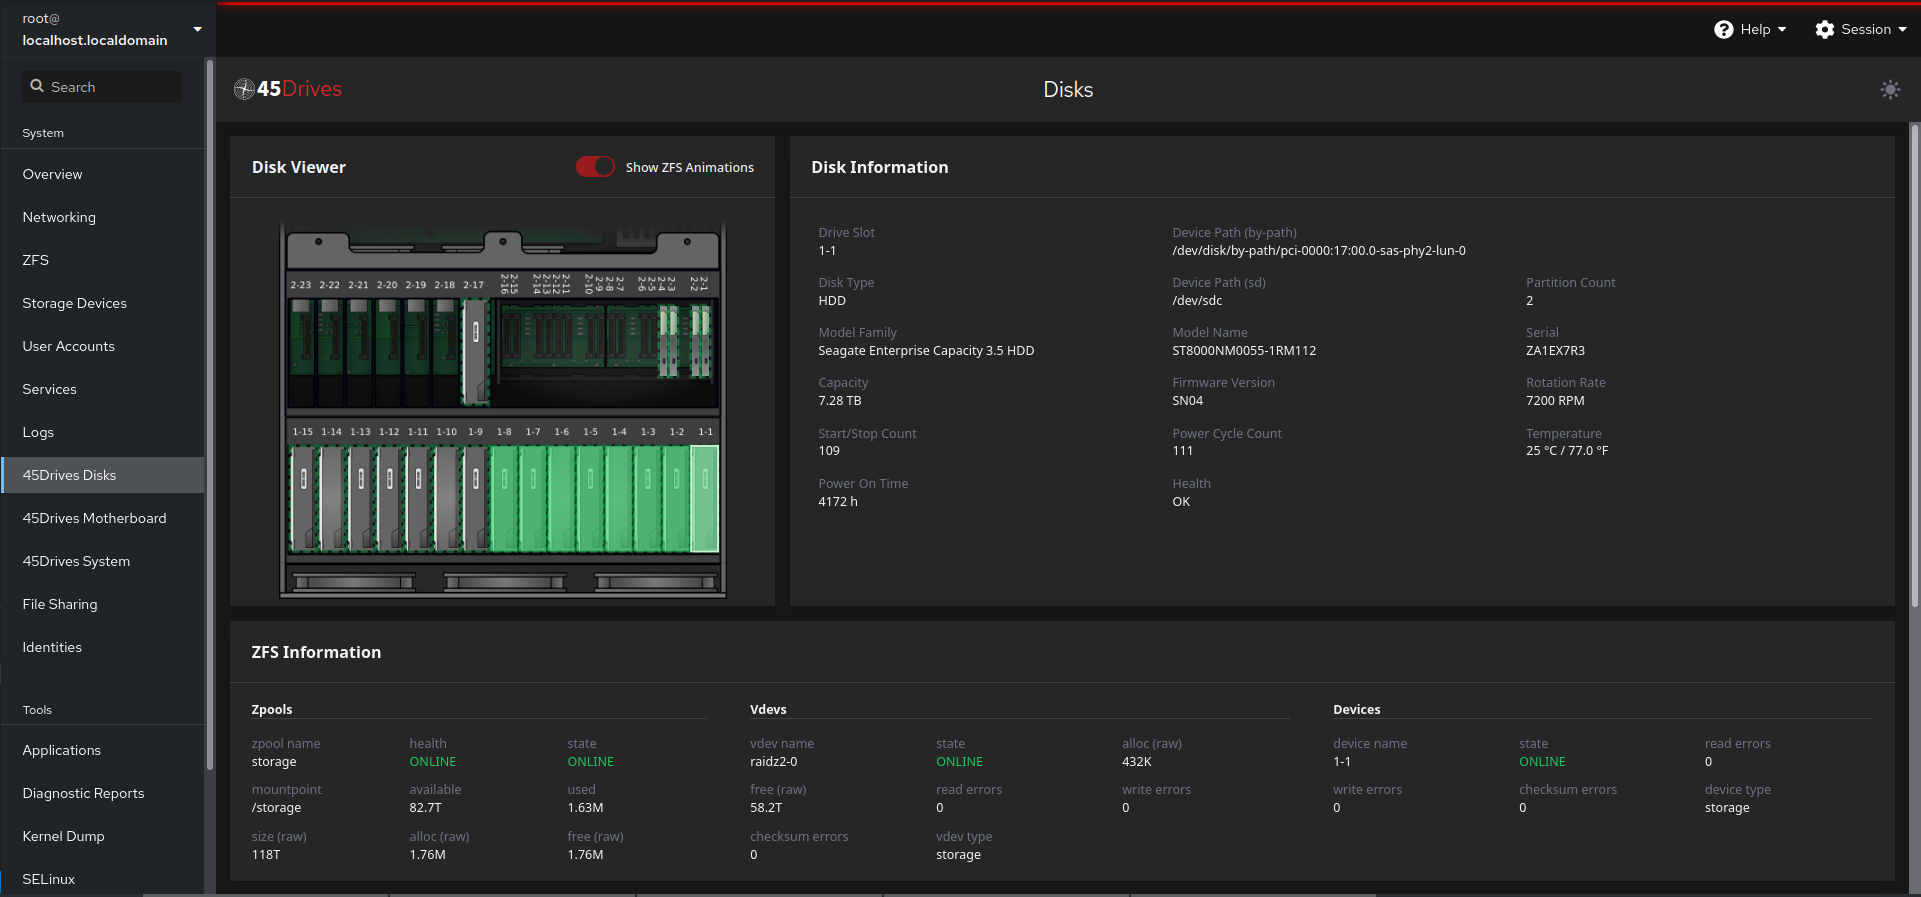 root@
localhost.localdomain
Help
Session
Search
45Drives
Disks
System
Overview
Networking
ZFS
Storage Devices
User Accounts
Services
Logs
45Drives Disks
45Drives Motherboard
45Drives System
File Sharing
Identities
Tools
Applications
Diagnostic Reports
Kernel Dump
SELinux
Disk Viewer
Show ZFS Animations
2-23 2-22 2-21 2-20 2-19 2-18 2-17 2-16 2-15 2-14 2-13 2-12 2-11 2-10 2-9 2-8 2-7 2-6 2-5 2-4 2-3 2-2 2-1
1-15 1-14 1-13 1-12 1-11 1-10 1-9 1-8 1-7 1-6 1-5 1-4 1-3 1-2 1-1
Disk Information
Drive Slot
1-1
Device Path (by-path)
/dev/disk/by-path/pci-0000:17:00.0-sas-phy2-lun-0
Disk Type
HDD
Device Path (sd)
/dev/sdc
Partition Count
2
Model Family
Seagate Enterprise Capacity 3.5 HDD
Model Name
ST8000NM0055-1RM112
Serial
ZA1EX7R3
Capacity
7.28 TB
Firmware Version
SN04
Rotation Rate
7200 RPM
Start/Stop Count
109
Power Cycle Count
111
Temperature
25 °C / 77.0 °F
Power On Time
4172 h
Health
OK
ZFS Information
Zpools
zpool name
storage
health
ONLINE
state
ONLINE
mountpoint
/storage
available
82.7T
used
1.63M
size (raw)
118T
alloc (raw)
1.76M
free (raw)
1.76M
Vdevs
vdev name
raidz2-0
state
ONLINE
alloc (raw)
432K
free (raw)
58.2T
read errors
0
write errors
0
checksum errors
0
vdev type
storage
Devices
device name
1-1
state
ONLINE
read errors
0
write errors
0
checksum errors
0
device type
storage